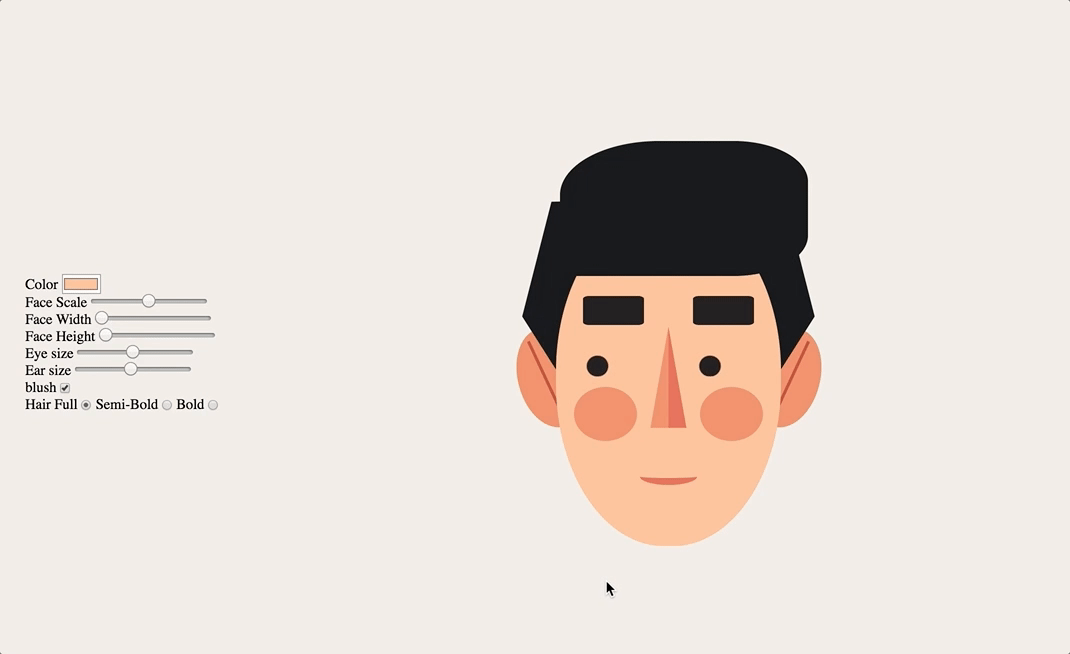 Color
Face Scale
Face Width
Face Height
Eye size
Ear size
blush
Hair Full Semi-Bold Bold